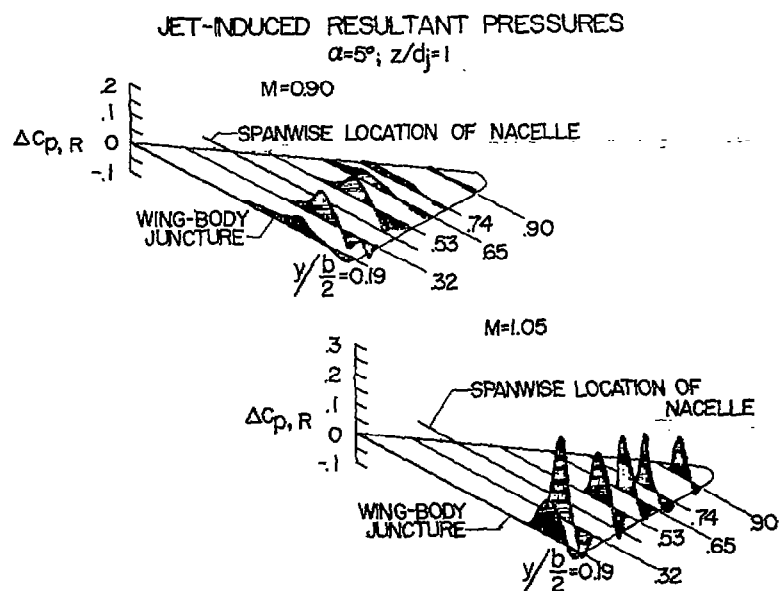 JET-INDUCED RESULTANT PRESSURES
α=5°; z/dj=1
M=0.90
.2
.1
ΔCp,R 0
-.1
SPANWISE LOCATION OF NACELLE
WING-BODY
JUNCTURE
y/b/2=0.19
.32
.53
.65
.74
.90
M=1.05
.3
.2
.1
ΔCp,R 0
-.1
SPANWISE LOCATION OF
NACELLE
WING-BODY
JUNCTURE
y/b/2=0.19
.32
.53
.65
.74
.90